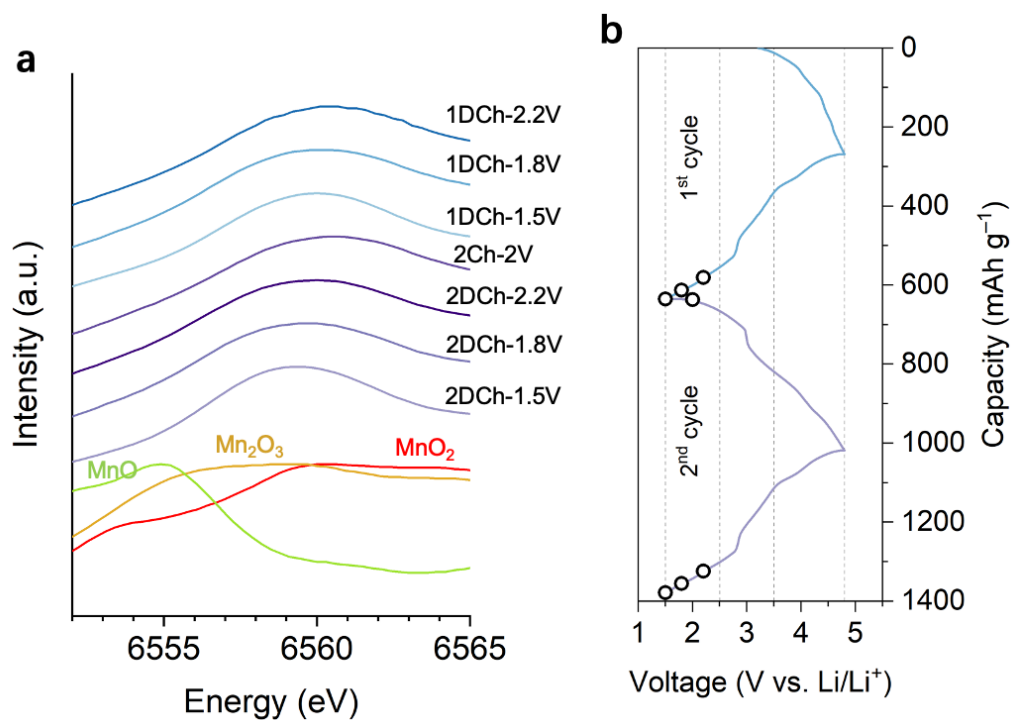 a
1DCh-2.2V
1DCh-1.8V
1DCh-1.5V
2Ch-2V
2DCh-2.2V
2DCh-1.8V
2DCh-1.5V
Mn₂O₃
MnO₂
MnO
Intensity (a.u.)
6555 6560 6565
Energy (eV)
b
0
200
400
600
800
1000
1200
1400
1st cycle
2nd cycle
Capacity (mAh g⁻¹)
1 2 3 4 5
Voltage (V vs. Li/Li⁺)